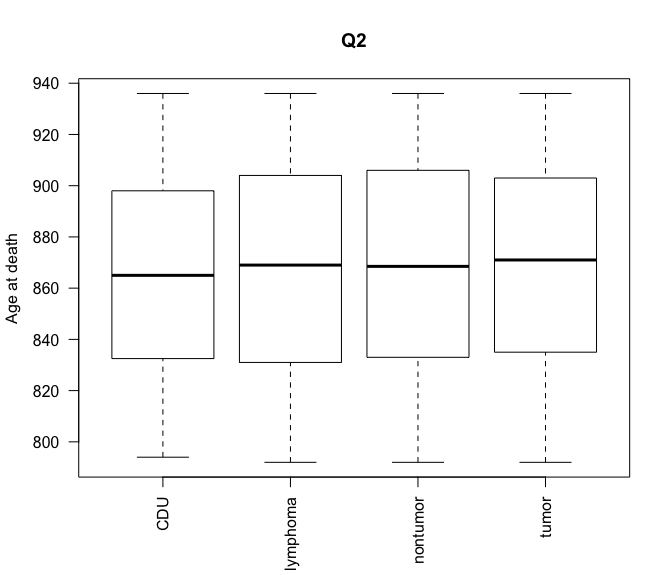 Q2
Age at death
940
920
900
880
860
840
820
800
CDU
lymphoma
nontumor
tumor